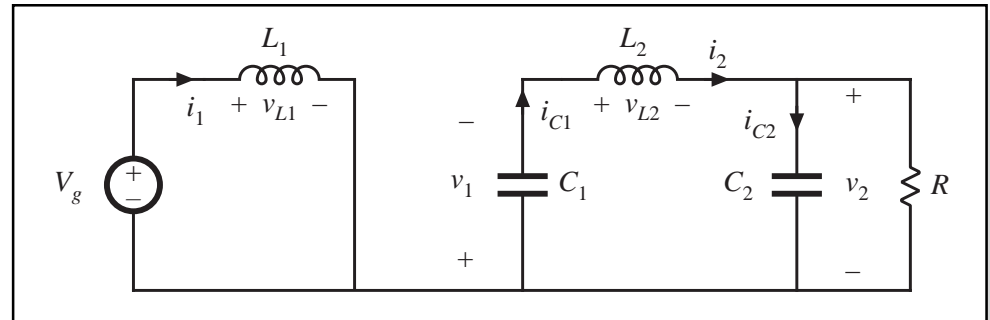 L1 L2 i2
i1 + vL1 − iC1 + vL2 − iC2 +
−
Vg + − v1 C1 C2 v2 R
+ −